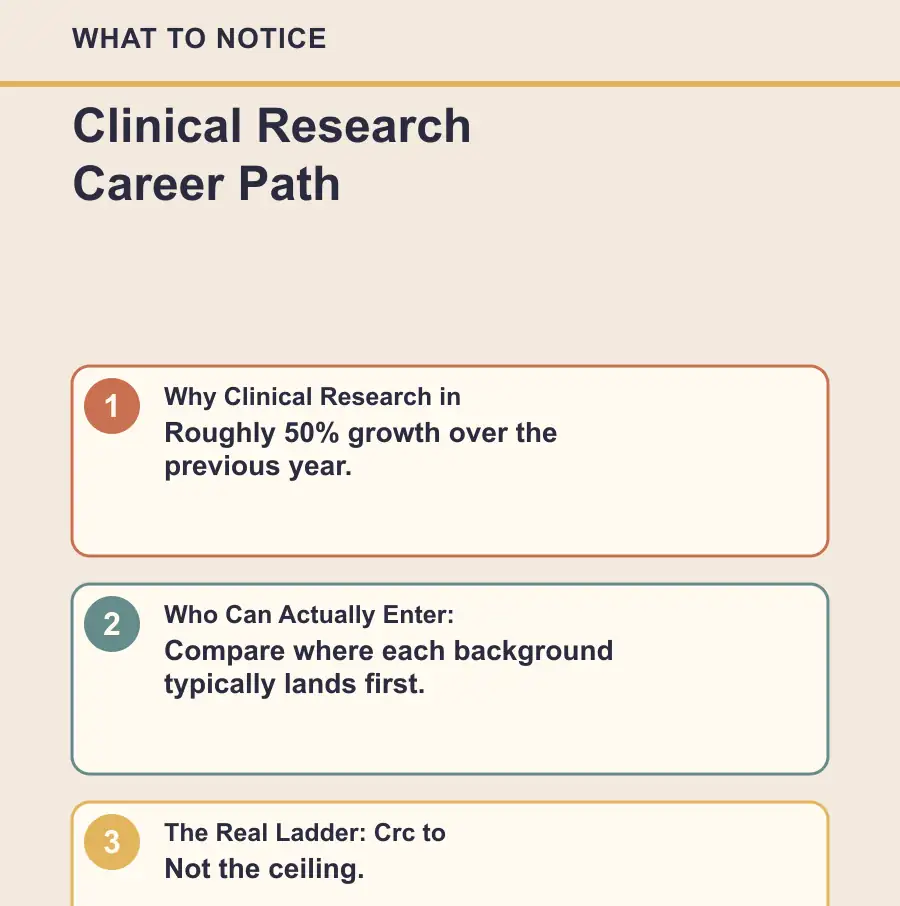 WHAT TO NOTICE
Clinical Research
Career Path
1
Why Clinical Research in
Roughly 50% growth over the
previous year.
2
Who Can Actually Enter:
Compare where each background
typically lands first.
3
The Real Ladder: Crc to
Not the ceiling.